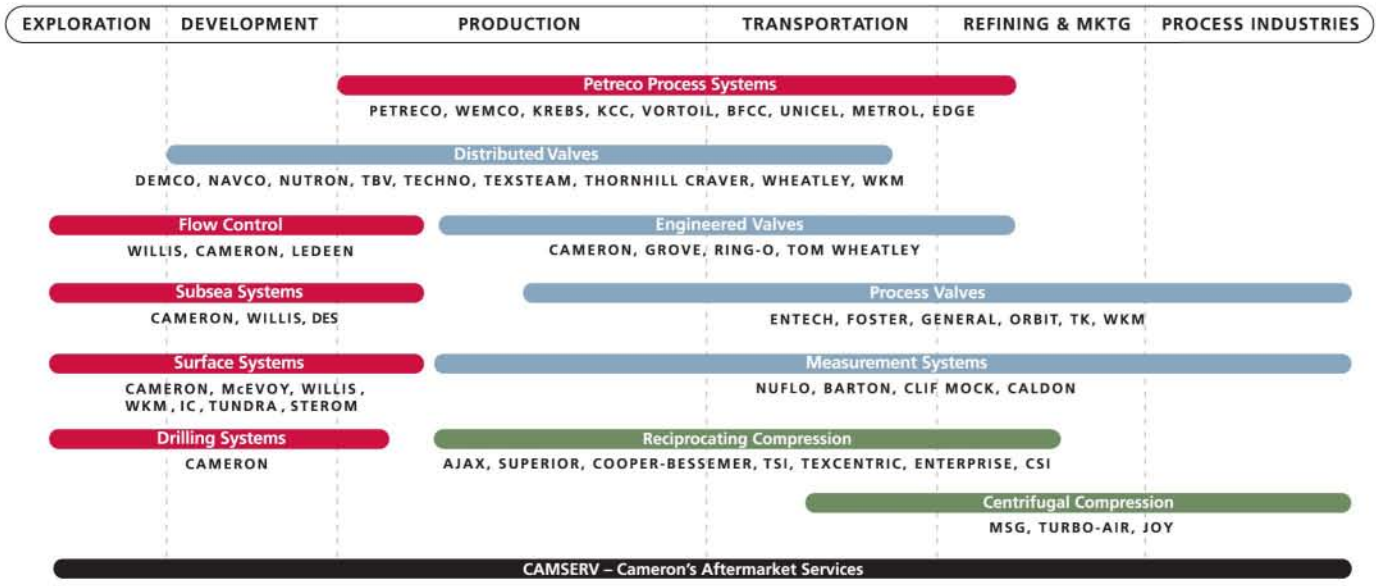 EXPLORATION DEVELOPMENT PRODUCTION TRANSPORTATION REFINING & MKTG PROCESS INDUSTRIES
Petreco Process Systems
PETRECO, WEMCO, KREBS, KCC, VORTOIL, BFCC, UNICEL, METROL, EDGE
Distributed Valves
DEMCO, NAVCO, NUTRON, TBV, TECHNO, TEXSTEAM, THORNHILL CRAVER, WHEATLEY, WKM
Flow Control
WILLIS, CAMERON, LEDEEN
Engineered Valves
CAMERON, GROVE, RING-O, TOM WHEATLEY
Subsea Systems
CAMERON, WILLIS, DES
Process Valves
ENTECH, FOSTER, GENERAL, ORBIT, TK, WKM
Surface Systems
CAMERON, McEVOY, WILLIS,
WKM, IC, TUNDRA, STEROM
Measurement Systems
NUFLO, BARTON, CLIF MOCK, CALDON
Drilling Systems
CAMERON
Reciprocating Compression
AJAX, SUPERIOR, COOPER-BESSEMER, TSI, TEXCENTRIC, ENTERPRISE, CSI
Centrifugal Compression
MSG, TURBO-AIR, JOY
CAMSERV – Cameron's Aftermarket Services